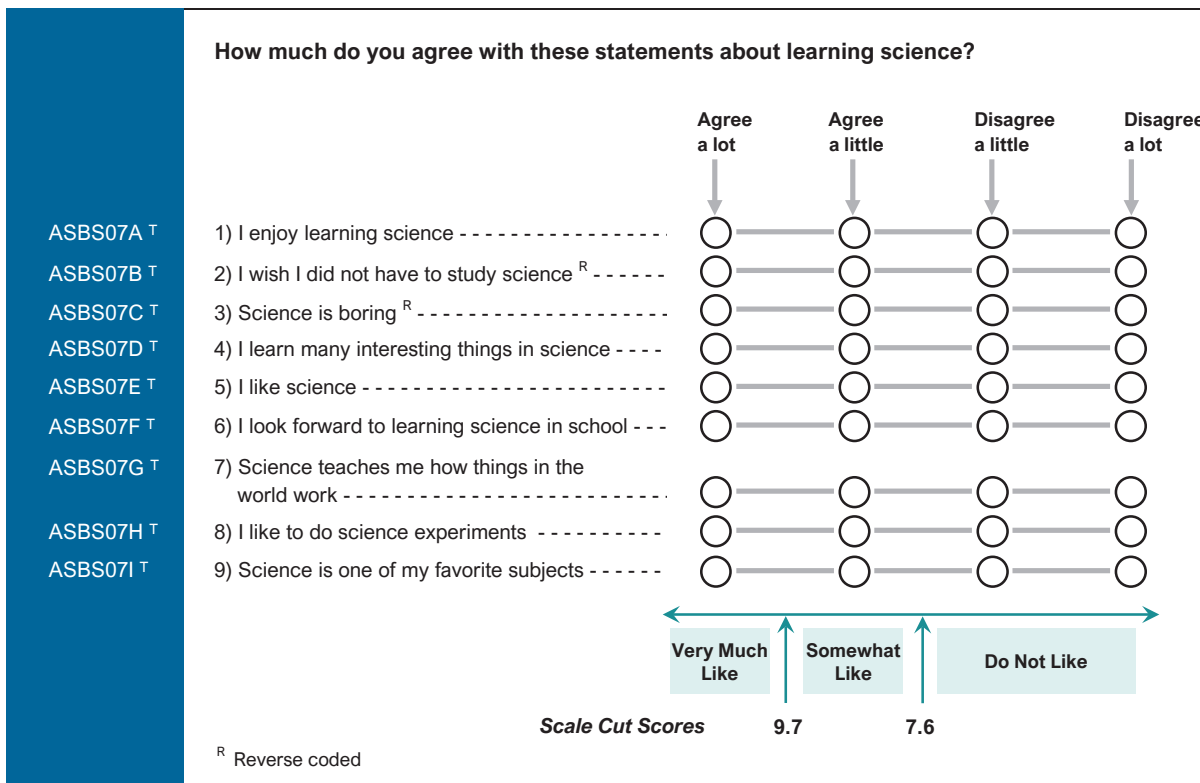 How much do you agree with these statements about learning science?
Agree a lot
Agree a little
Disagree a little
Disagree a lot
ASBS07A ᵀ 1) I enjoy learning science - - - - - - - - - - - - - - - - -
ASBS07B ᵀ 2) I wish I did not have to study science ᴿ - - - - - -
ASBS07C ᵀ 3) Science is boring ᴿ - - - - - - - - - - - - - - - - - - - -
ASBS07D ᵀ 4) I learn many interesting things in science - - - -
ASBS07E ᵀ 5) I like science - - - - - - - - - - - - - - - - - - - - - - - -
ASBS07F ᵀ 6) I look forward to learning science in school - - -
ASBS07G ᵀ 7) Science teaches me how things in the
world work - - - - - - - - - - - - - - - - - - - - - - - - - -
ASBS07H ᵀ 8) I like to do science experiments - - - - - - - - - -
ASBS07I ᵀ 9) Science is one of my favorite subjects - - - - - -
Very Much Like
Somewhat Like
Do Not Like
Scale Cut Scores 9.7 7.6
ᴿ Reverse coded